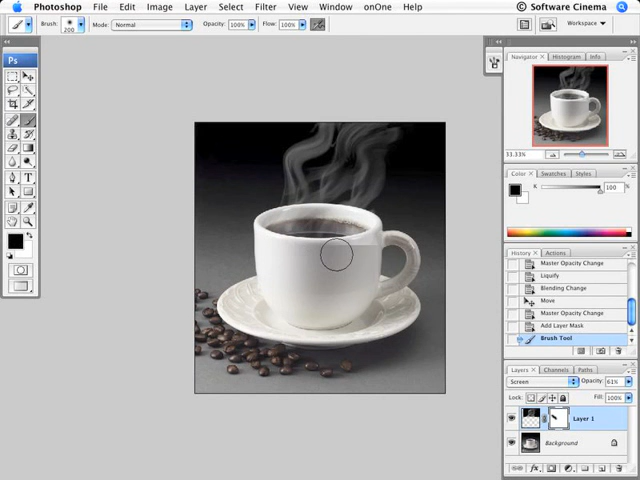 Photoshop File Edit Image Layer Select Filter View Window onOne Help © Software Cinema
Brush: 200 Mode: Normal Opacity: 100% Flow: 100% Workspace
Ps
Navigator × Histogram Info
33.33%
Color × Swatches Styles
K 100 %
History × Actions
Master Opacity Change
Liquify
Blending Change
Move
Master Opacity Change
Add Layer Mask
Brush Tool
Layers × Channels Paths
Screen Opacity: 61%
Lock: Fill: 100%
Layer 1
Background
fx